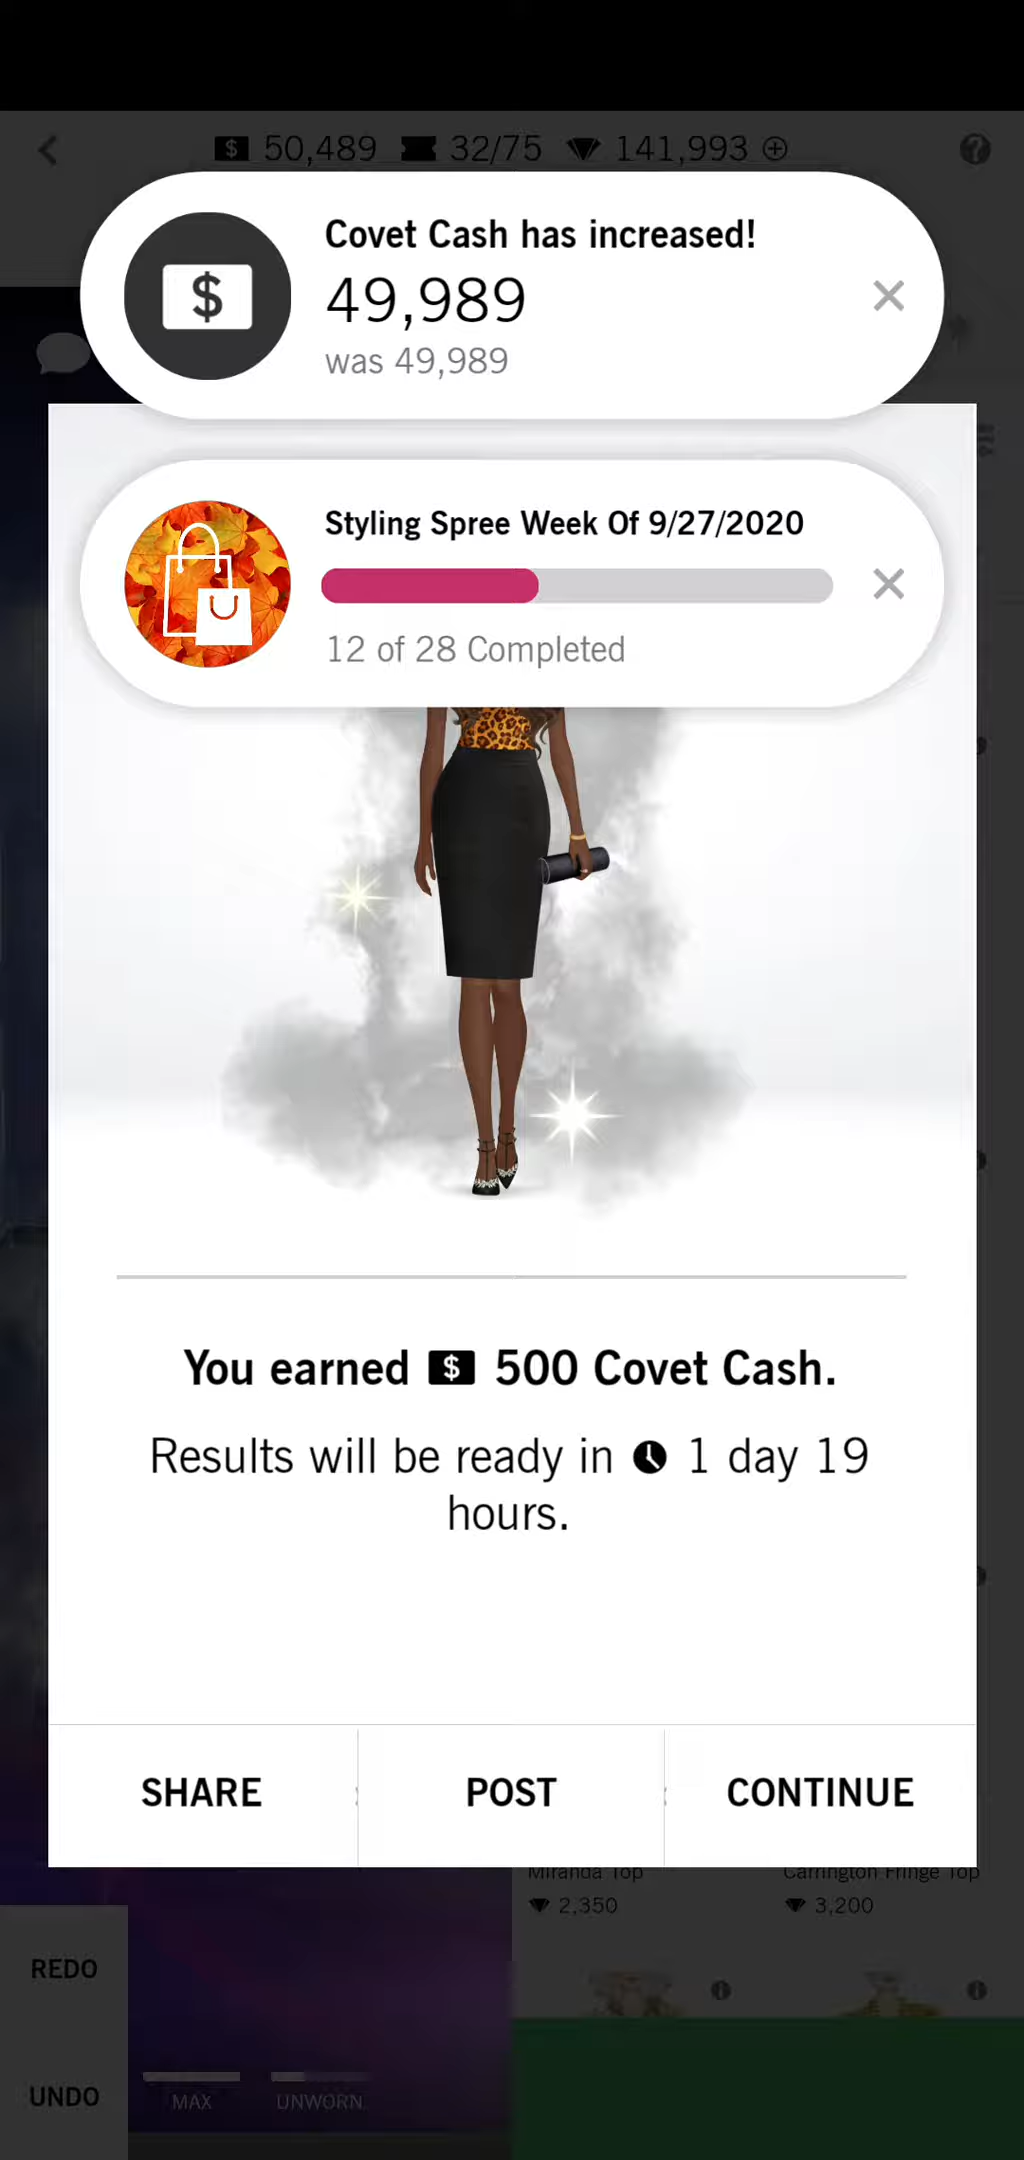 50,489 32/75 141,993
Covet Cash has increased!
49,989
was 49,989
Styling Spree Week Of 9/27/2020
12 of 28 Completed
You earned $ 500 Covet Cash.
Results will be ready in 1 day 19
hours.
SHARE POST CONTINUE
Miranda Top Carrington Fringe Top
2,350 3,200
REDO
UNDO MAX UNWORN